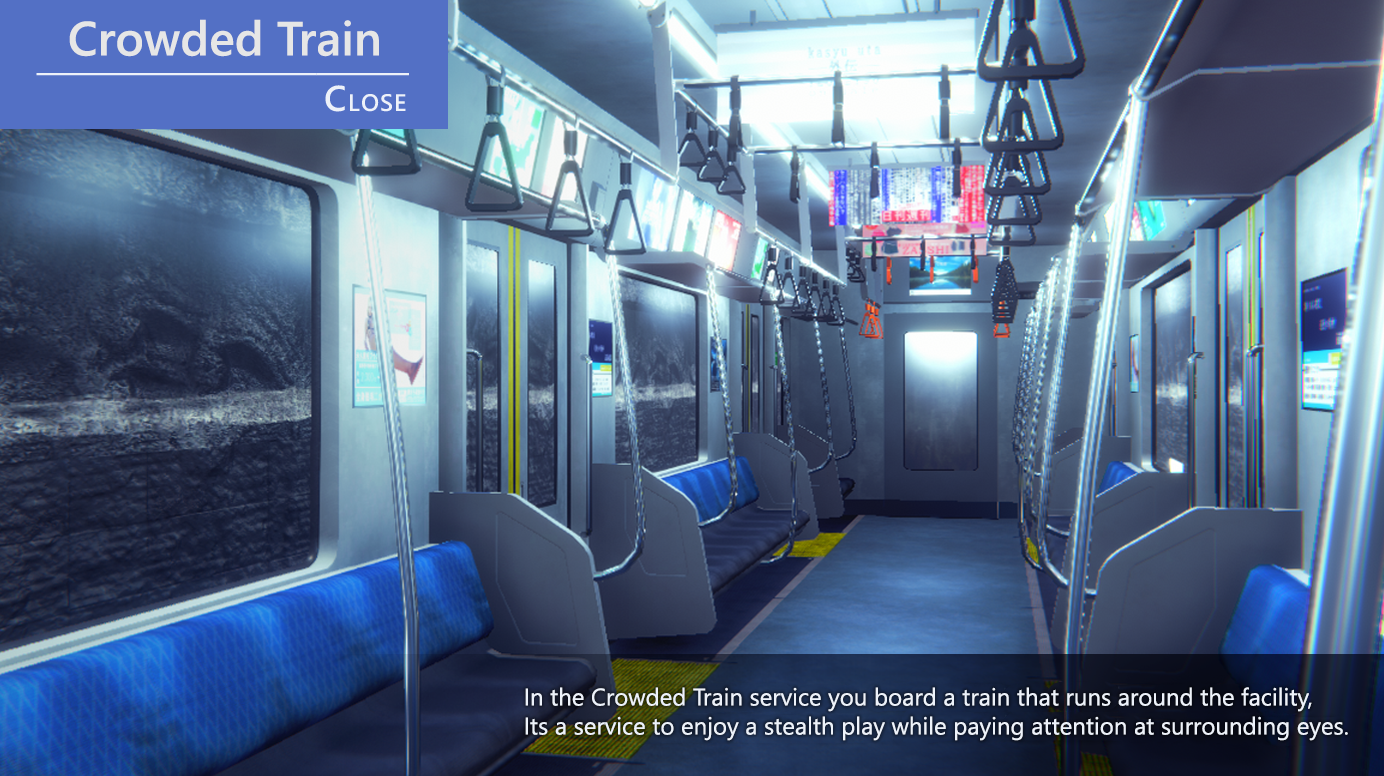 Crowded Train
CLOSE
In the Crowded Train service you board a train that runs around the facility,
Its a service to enjoy a stealth play while paying attention at surrounding eyes.